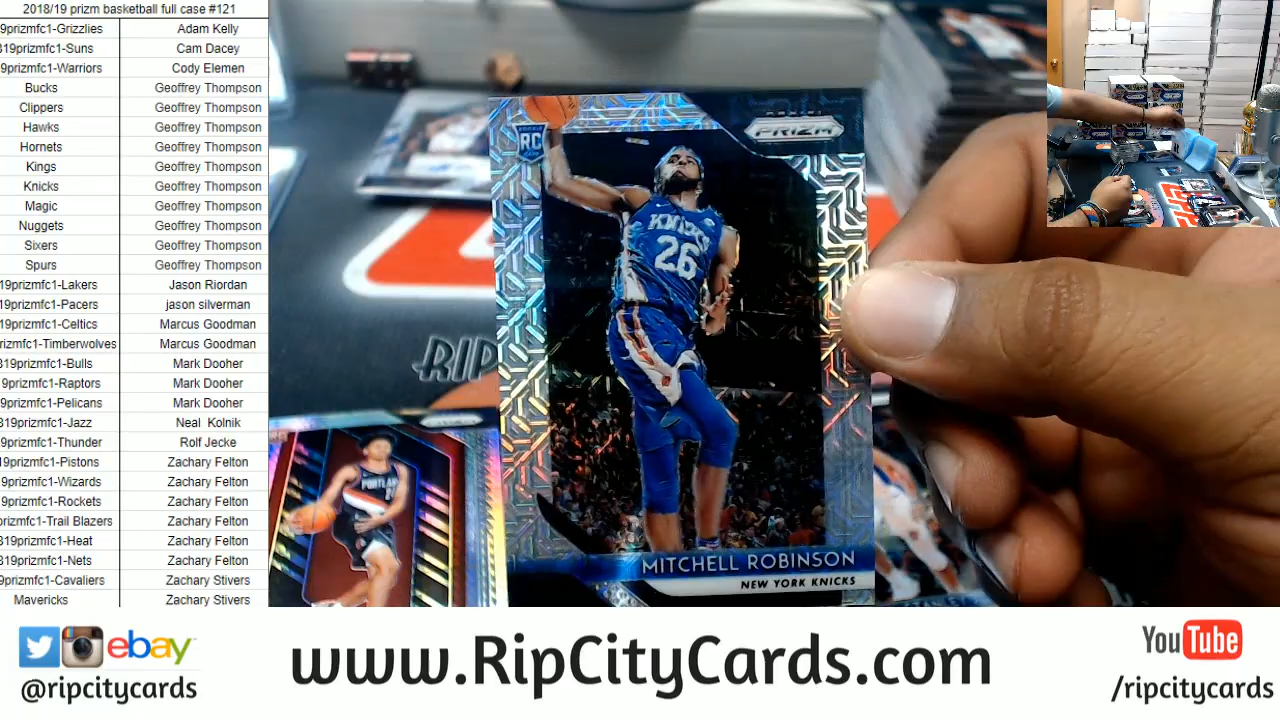 2018/19 prizm basketball full case #121
9prizmfc1-Grizzlies Adam Kelly
819prizmfc1-Suns Cam Dacey
9prizmfc1-Warriors Cody Elemen
Bucks Geoffrey Thompson
Clippers Geoffrey Thompson
Hawks Geoffrey Thompson
Hornets Geoffrey Thompson
Kings Geoffrey Thompson
Knicks Geoffrey Thompson
Magic Geoffrey Thompson
Nuggets Geoffrey Thompson
Sixers Geoffrey Thompson
Spurs Geoffrey Thompson
19prizmfc1-Lakers Jason Riordan
19prizmfc1-Pacers jason silverman
19prizmfc1-Celtics Marcus Goodman
rizmfc1-Timberwolves Marcus Goodman
819prizmfc1-Bulls Mark Dooher
9prizmfc1-Raptors Mark Dooher
9prizmfc1-Pelicans Mark Dooher
819prizmfc1-Jazz Neal Kolnik
9prizmfc1-Thunder Rolf Jecke
19prizmfc1-Pistons Zachary Felton
9prizmfc1-Wizards Zachary Felton
9prizmfc1-Rockets Zachary Felton
prizmfc1-Trail Blazers Zachary Felton
819prizmfc1-Heat Zachary Felton
819prizmfc1-Nets Zachary Felton
9prizmfc1-Cavaliers Zachary Stivers
Mavericks Zachary Stivers
PANINI
PRIZM
ROOKIE
RC
KNICKS
26
MITCHELL ROBINSON
NEW YORK KNICKS
RIP
PORTLAND
ebay
@ripcitycards
www.RipCityCards.com
YouTube
/ripcitycards